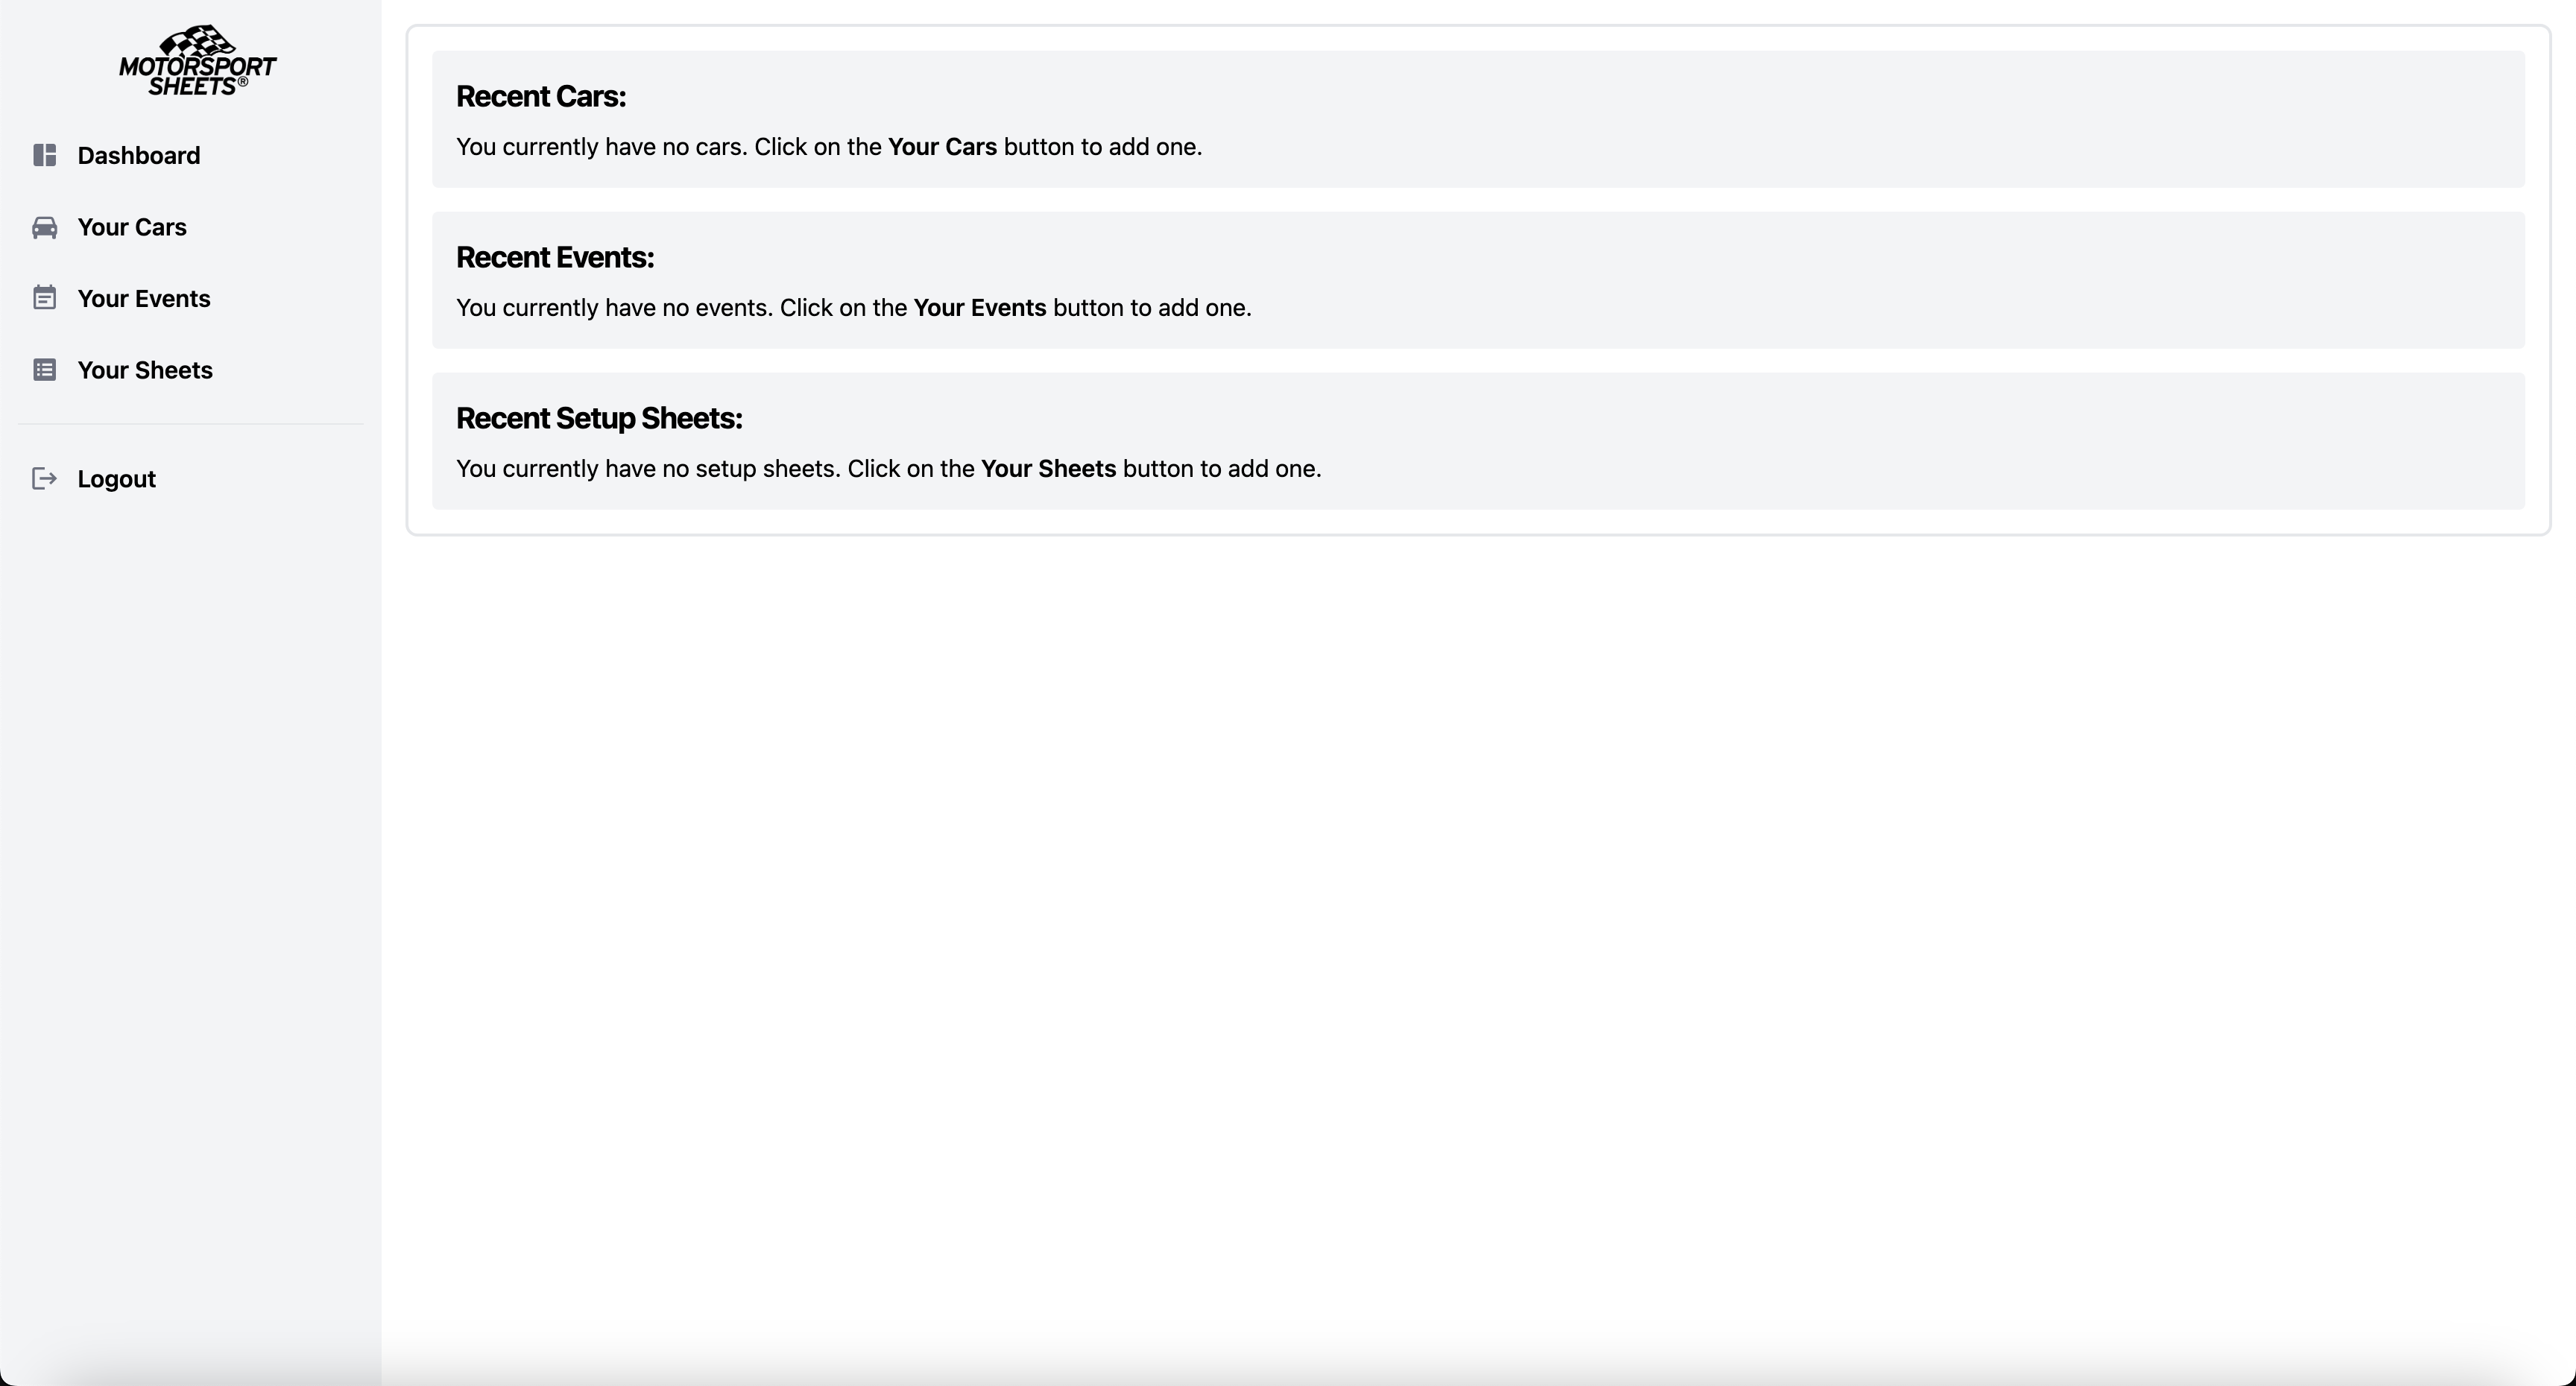 MOTORSPORT
SHEETS®
Dashboard
Your Cars
Your Events
Your Sheets
Logout
Recent Cars:
You currently have no cars. Click on the Your Cars button to add one.
Recent Events:
You currently have no events. Click on the Your Events button to add one.
Recent Setup Sheets:
You currently have no setup sheets. Click on the Your Sheets button to add one.